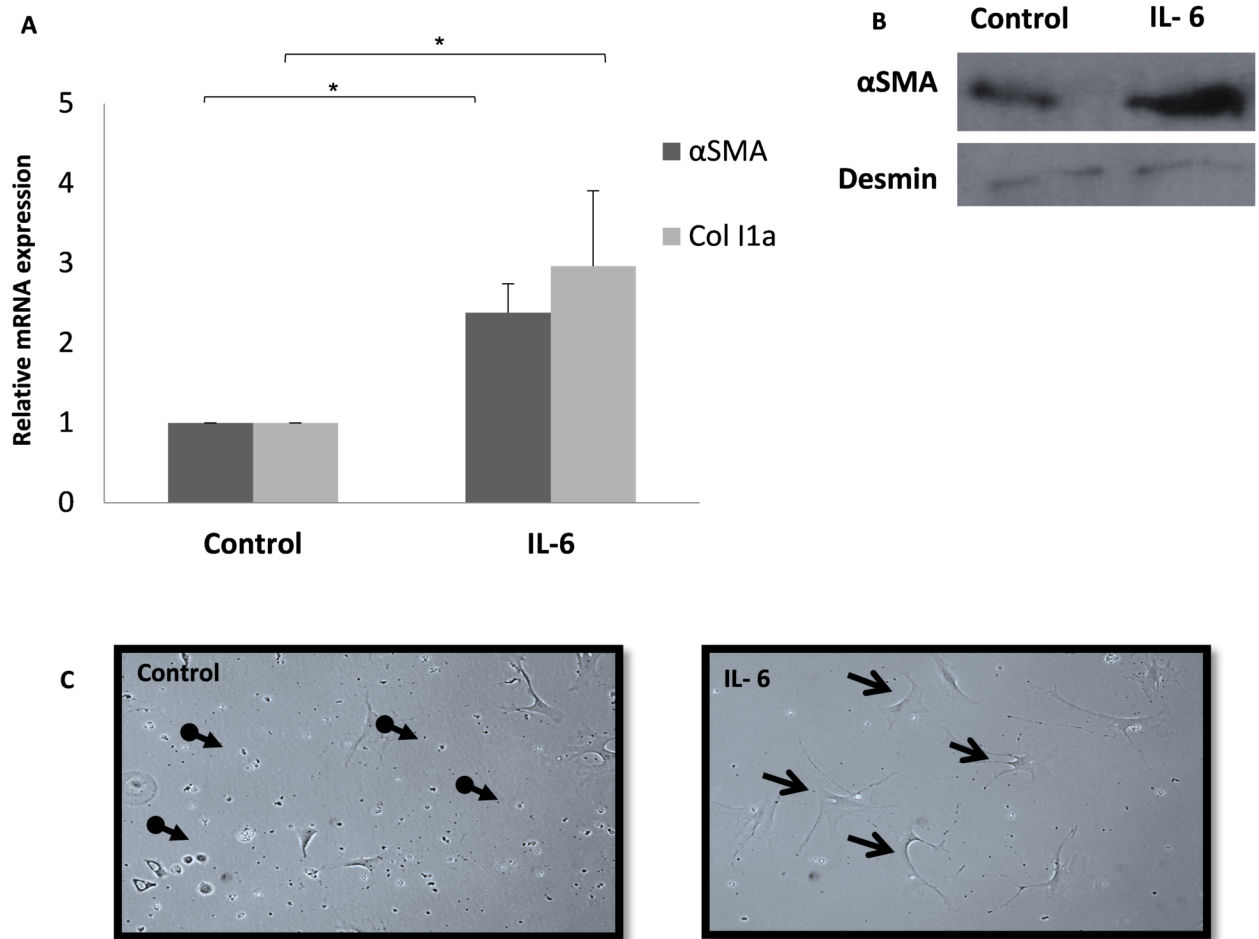 A
*
*
5
4
3
2
1
0
Relative mRNA expression
αSMA
Col I1a
Control
IL-6
B
Control
IL- 6
αSMA
Desmin
C
Control
IL- 6